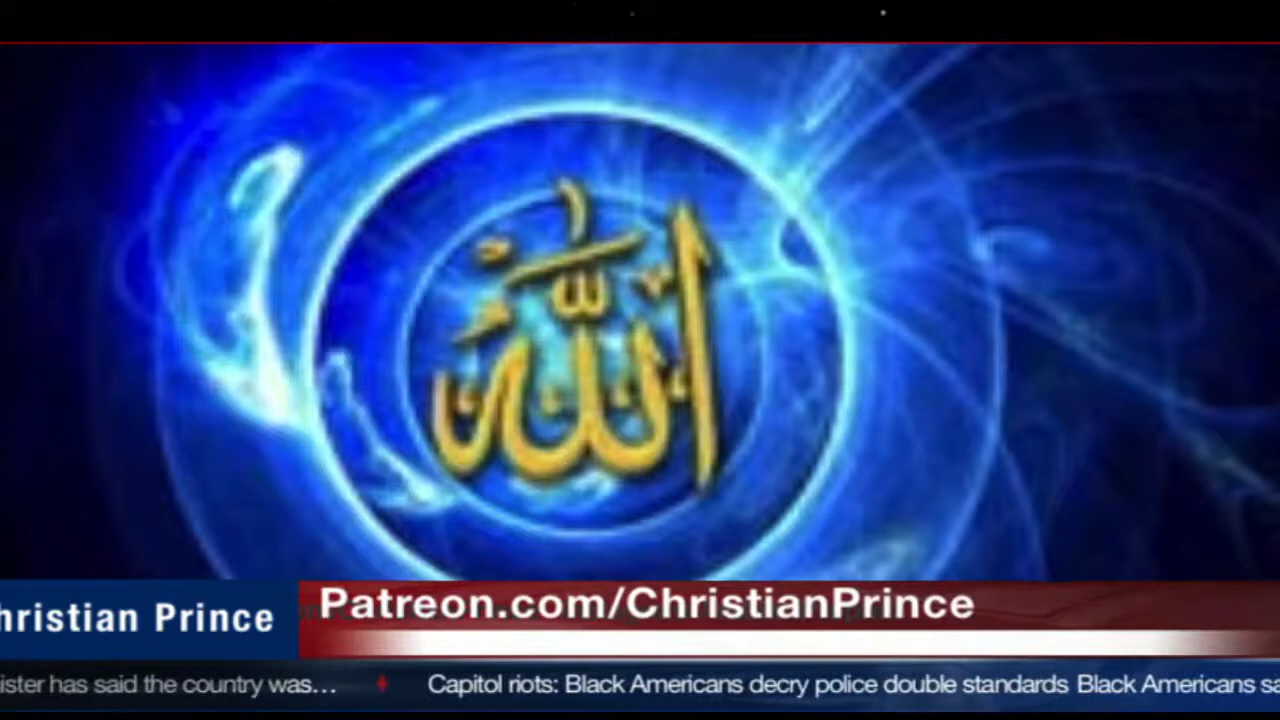 الله
hristian Prince
Patreon.com/ChristianPrince
ister has said the country was... Capitol riots: Black Americans decry police double standards Black Americans sa